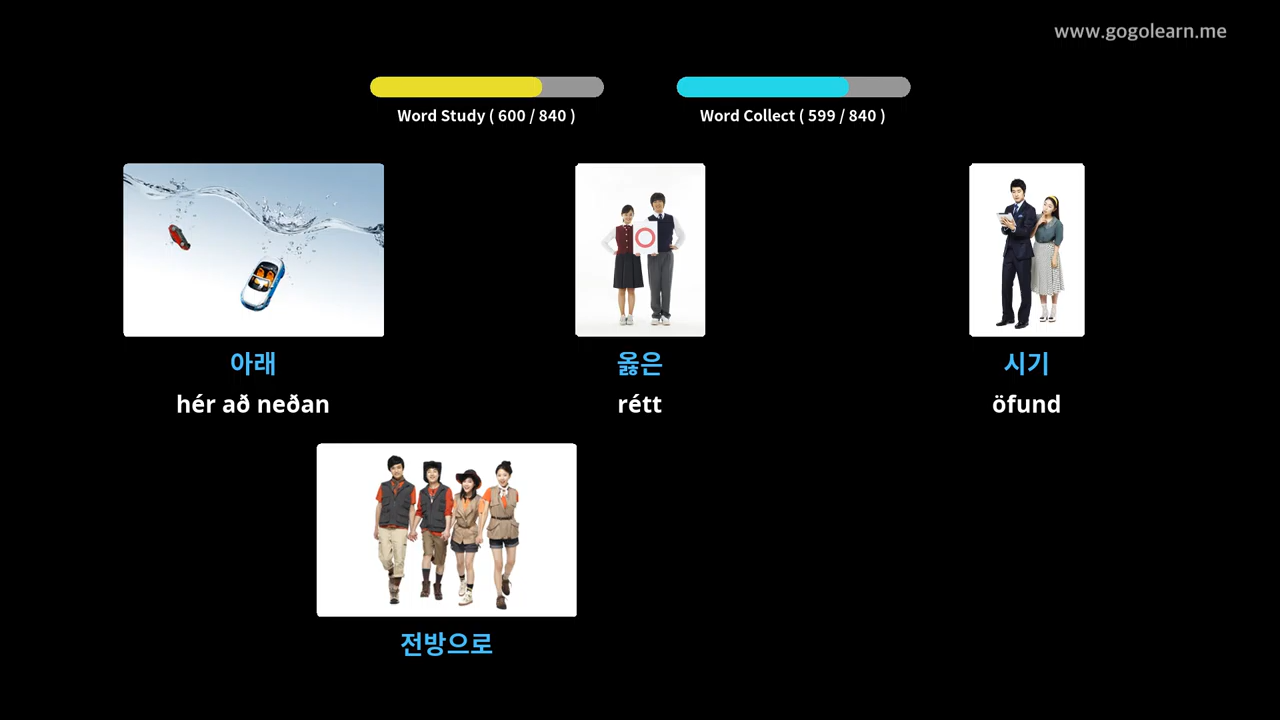 www.gogolearn.me
Word Study ( 600 / 840 )
Word Collect ( 599 / 840 )
아래
옳은
시기
hér að neðan
rétt
öfund
전방으로